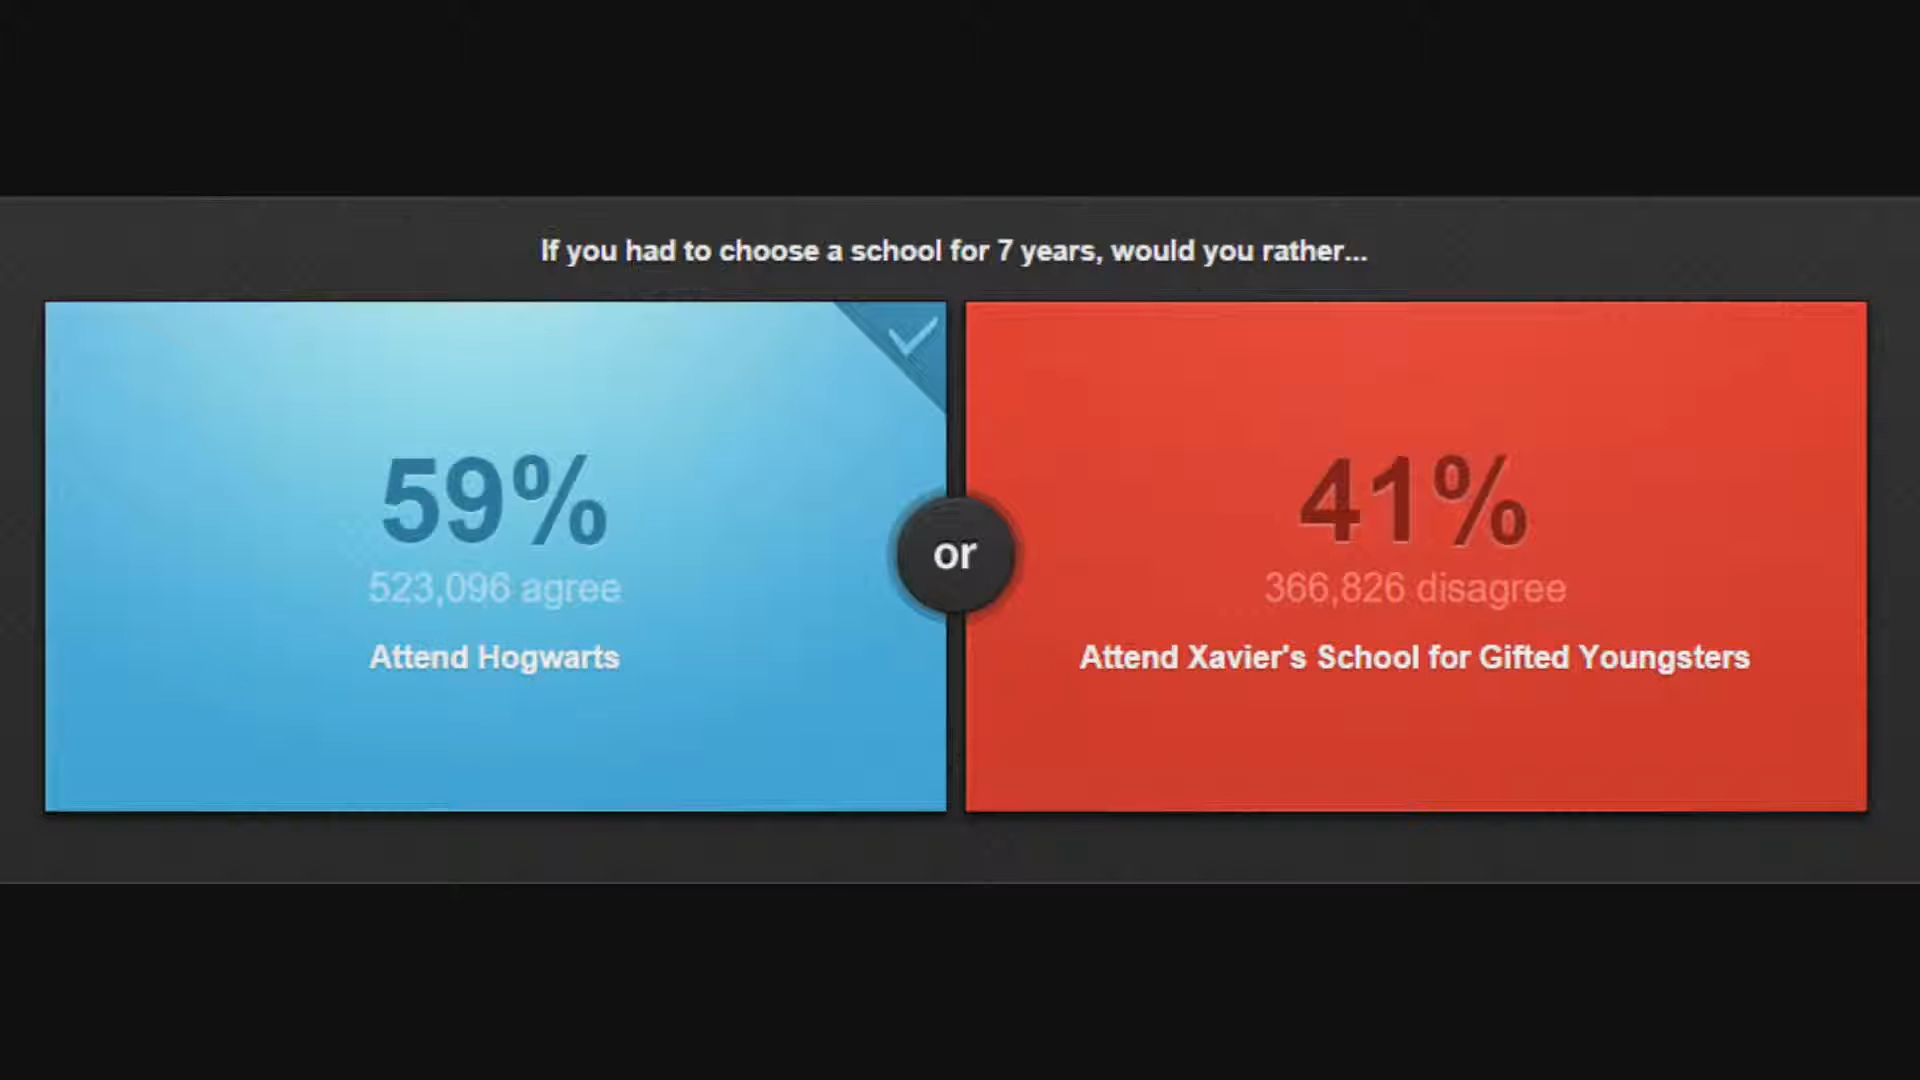 If you had to choose a school for 7 years, would you rather...
59%
523,096 agree
Attend Hogwarts
or
41%
366,826 disagree
Attend Xavier's School for Gifted Youngsters